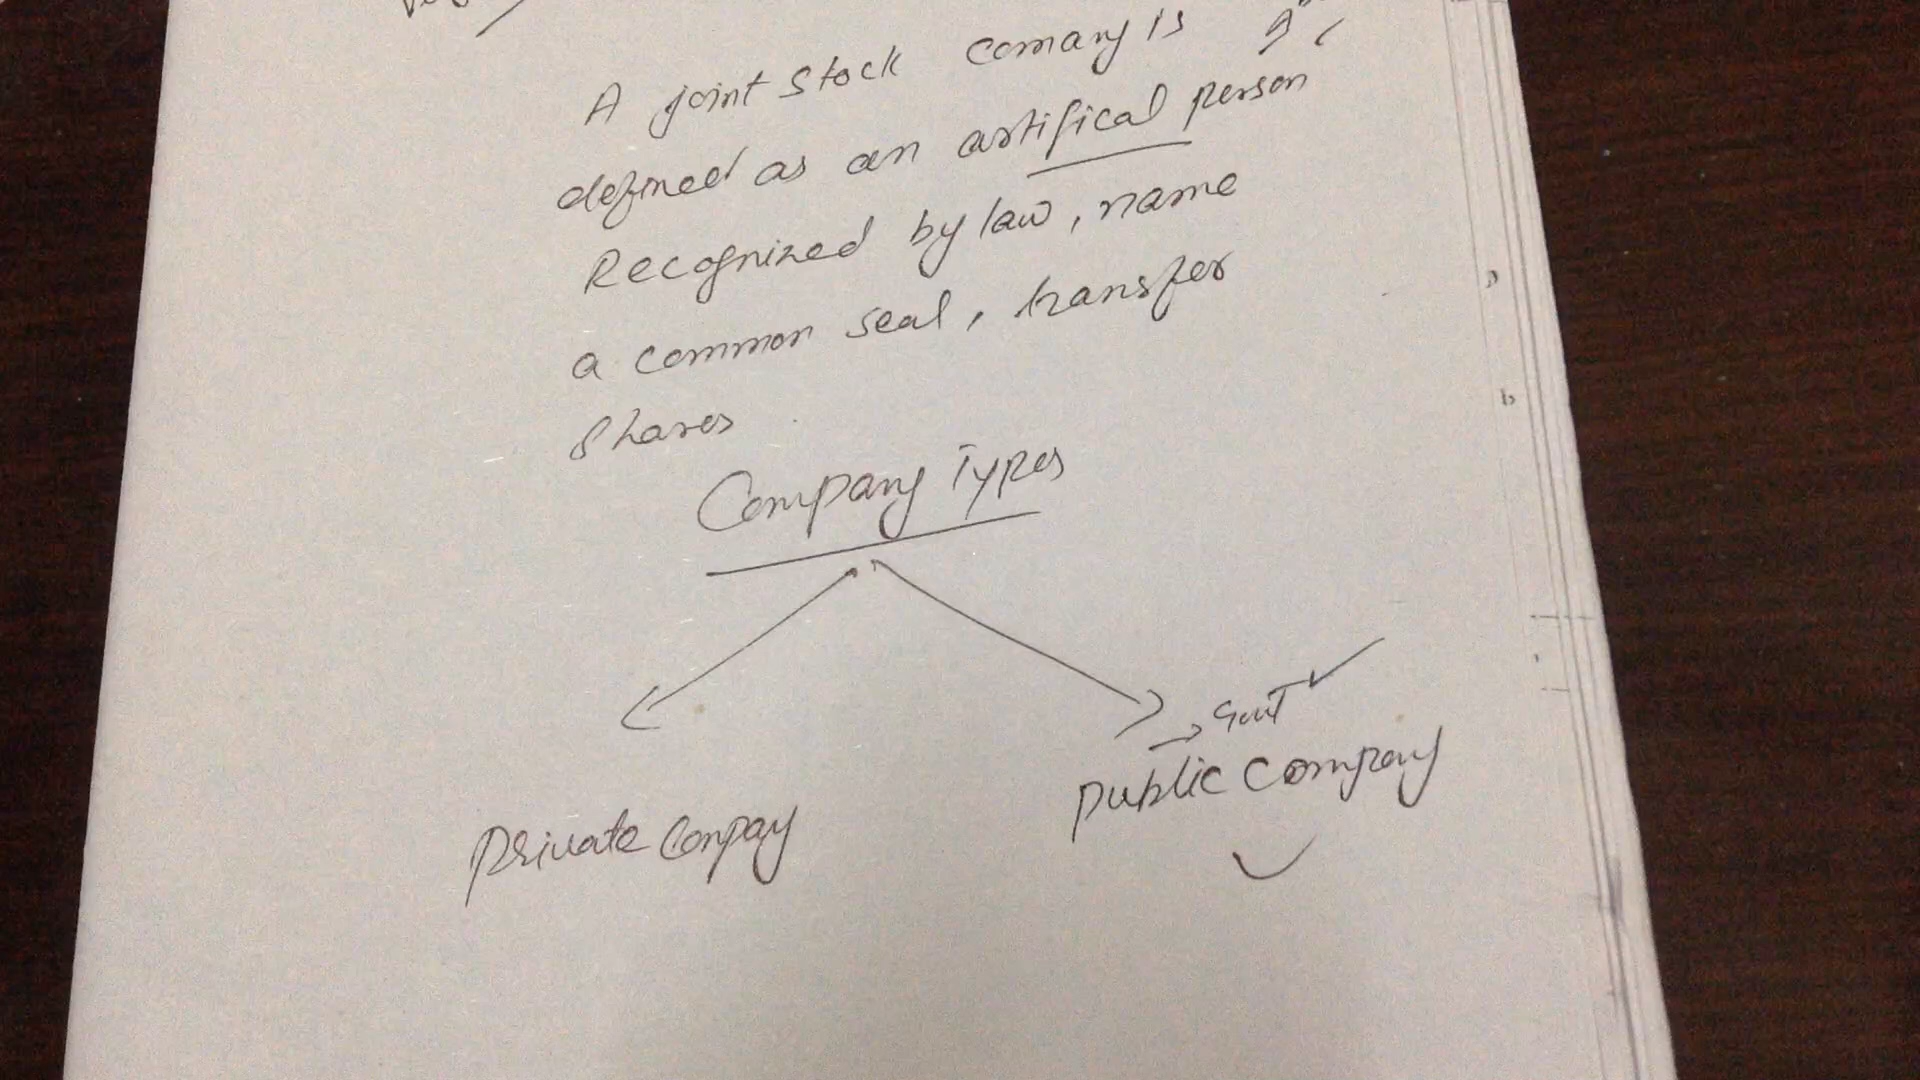 A joint stock comany is
defined as an artifical person
Recognized by law, name
a common seal, transfer
Shares
Company Types
→ Govt ✓
Private Conpay
Public Company